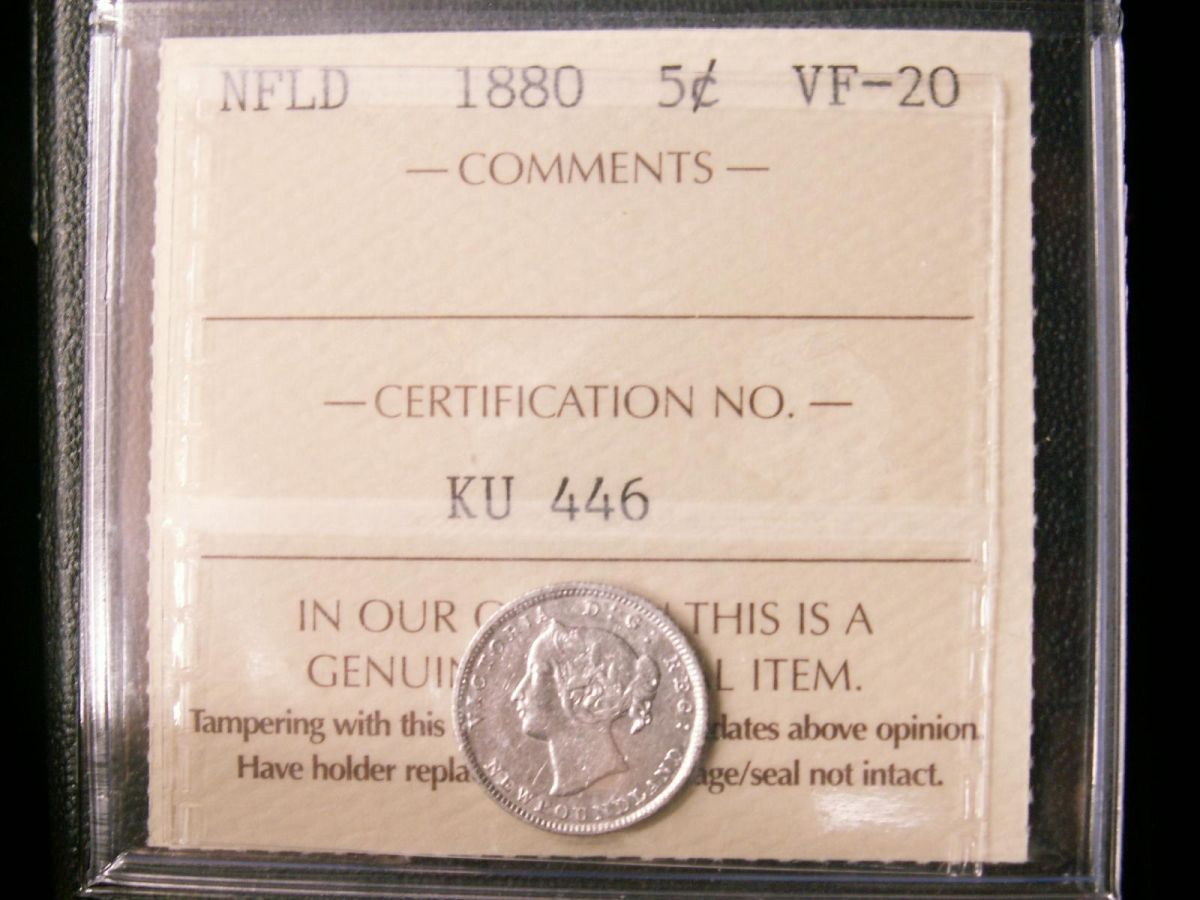 NFLD 1880 5¢ VF-20
— COMMENTS —
— CERTIFICATION NO. —
KU 446
IN OUR O THIS IS A
GENUIN L ITEM.
Tampering with this dates above opinion
Have holder repla age/seal not intact.
VICTORIA D:G: REG:
NEWFOUNDLAND